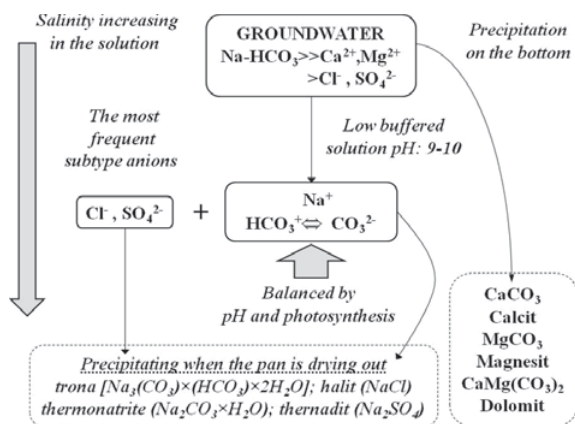 Salinity increasing
in the solution
GROUNDWATER
Na-HCO₃>>Ca²⁺,Mg²⁺
>Cl⁻, SO₄²⁻
Precipitation
on the bottom
The most
frequent
subtype anions
Low buffered
solution pH: 9-10
Cl⁻, SO₄²⁻
+
Na⁺
HCO₃⁺⇔ CO₃²⁻
Balanced by
pH and photosynthesis
CaCO₃
Calcit
MgCO₃
Magnesit
CaMg(CO₃)₂
Dolomit
Precipitating when the pan is drying out
trona [Na₃(CO₃)×(HCO₃)×2H₂O]; halit (NaCl)
thermonatrite (Na₂CO₃×H₂O); thernadit (Na₂SO₄)